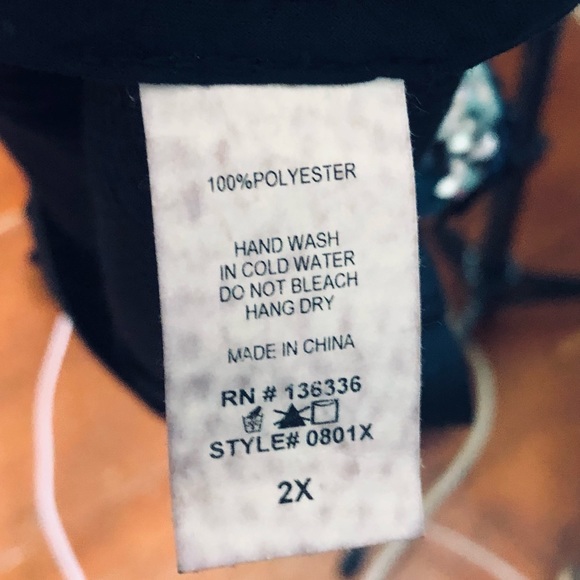 100%POLYESTER
HAND WASH
IN COLD WATER
DO NOT BLEACH
HANG DRY
MADE IN CHINA
RN # 136336
STYLE# 0801X
2X